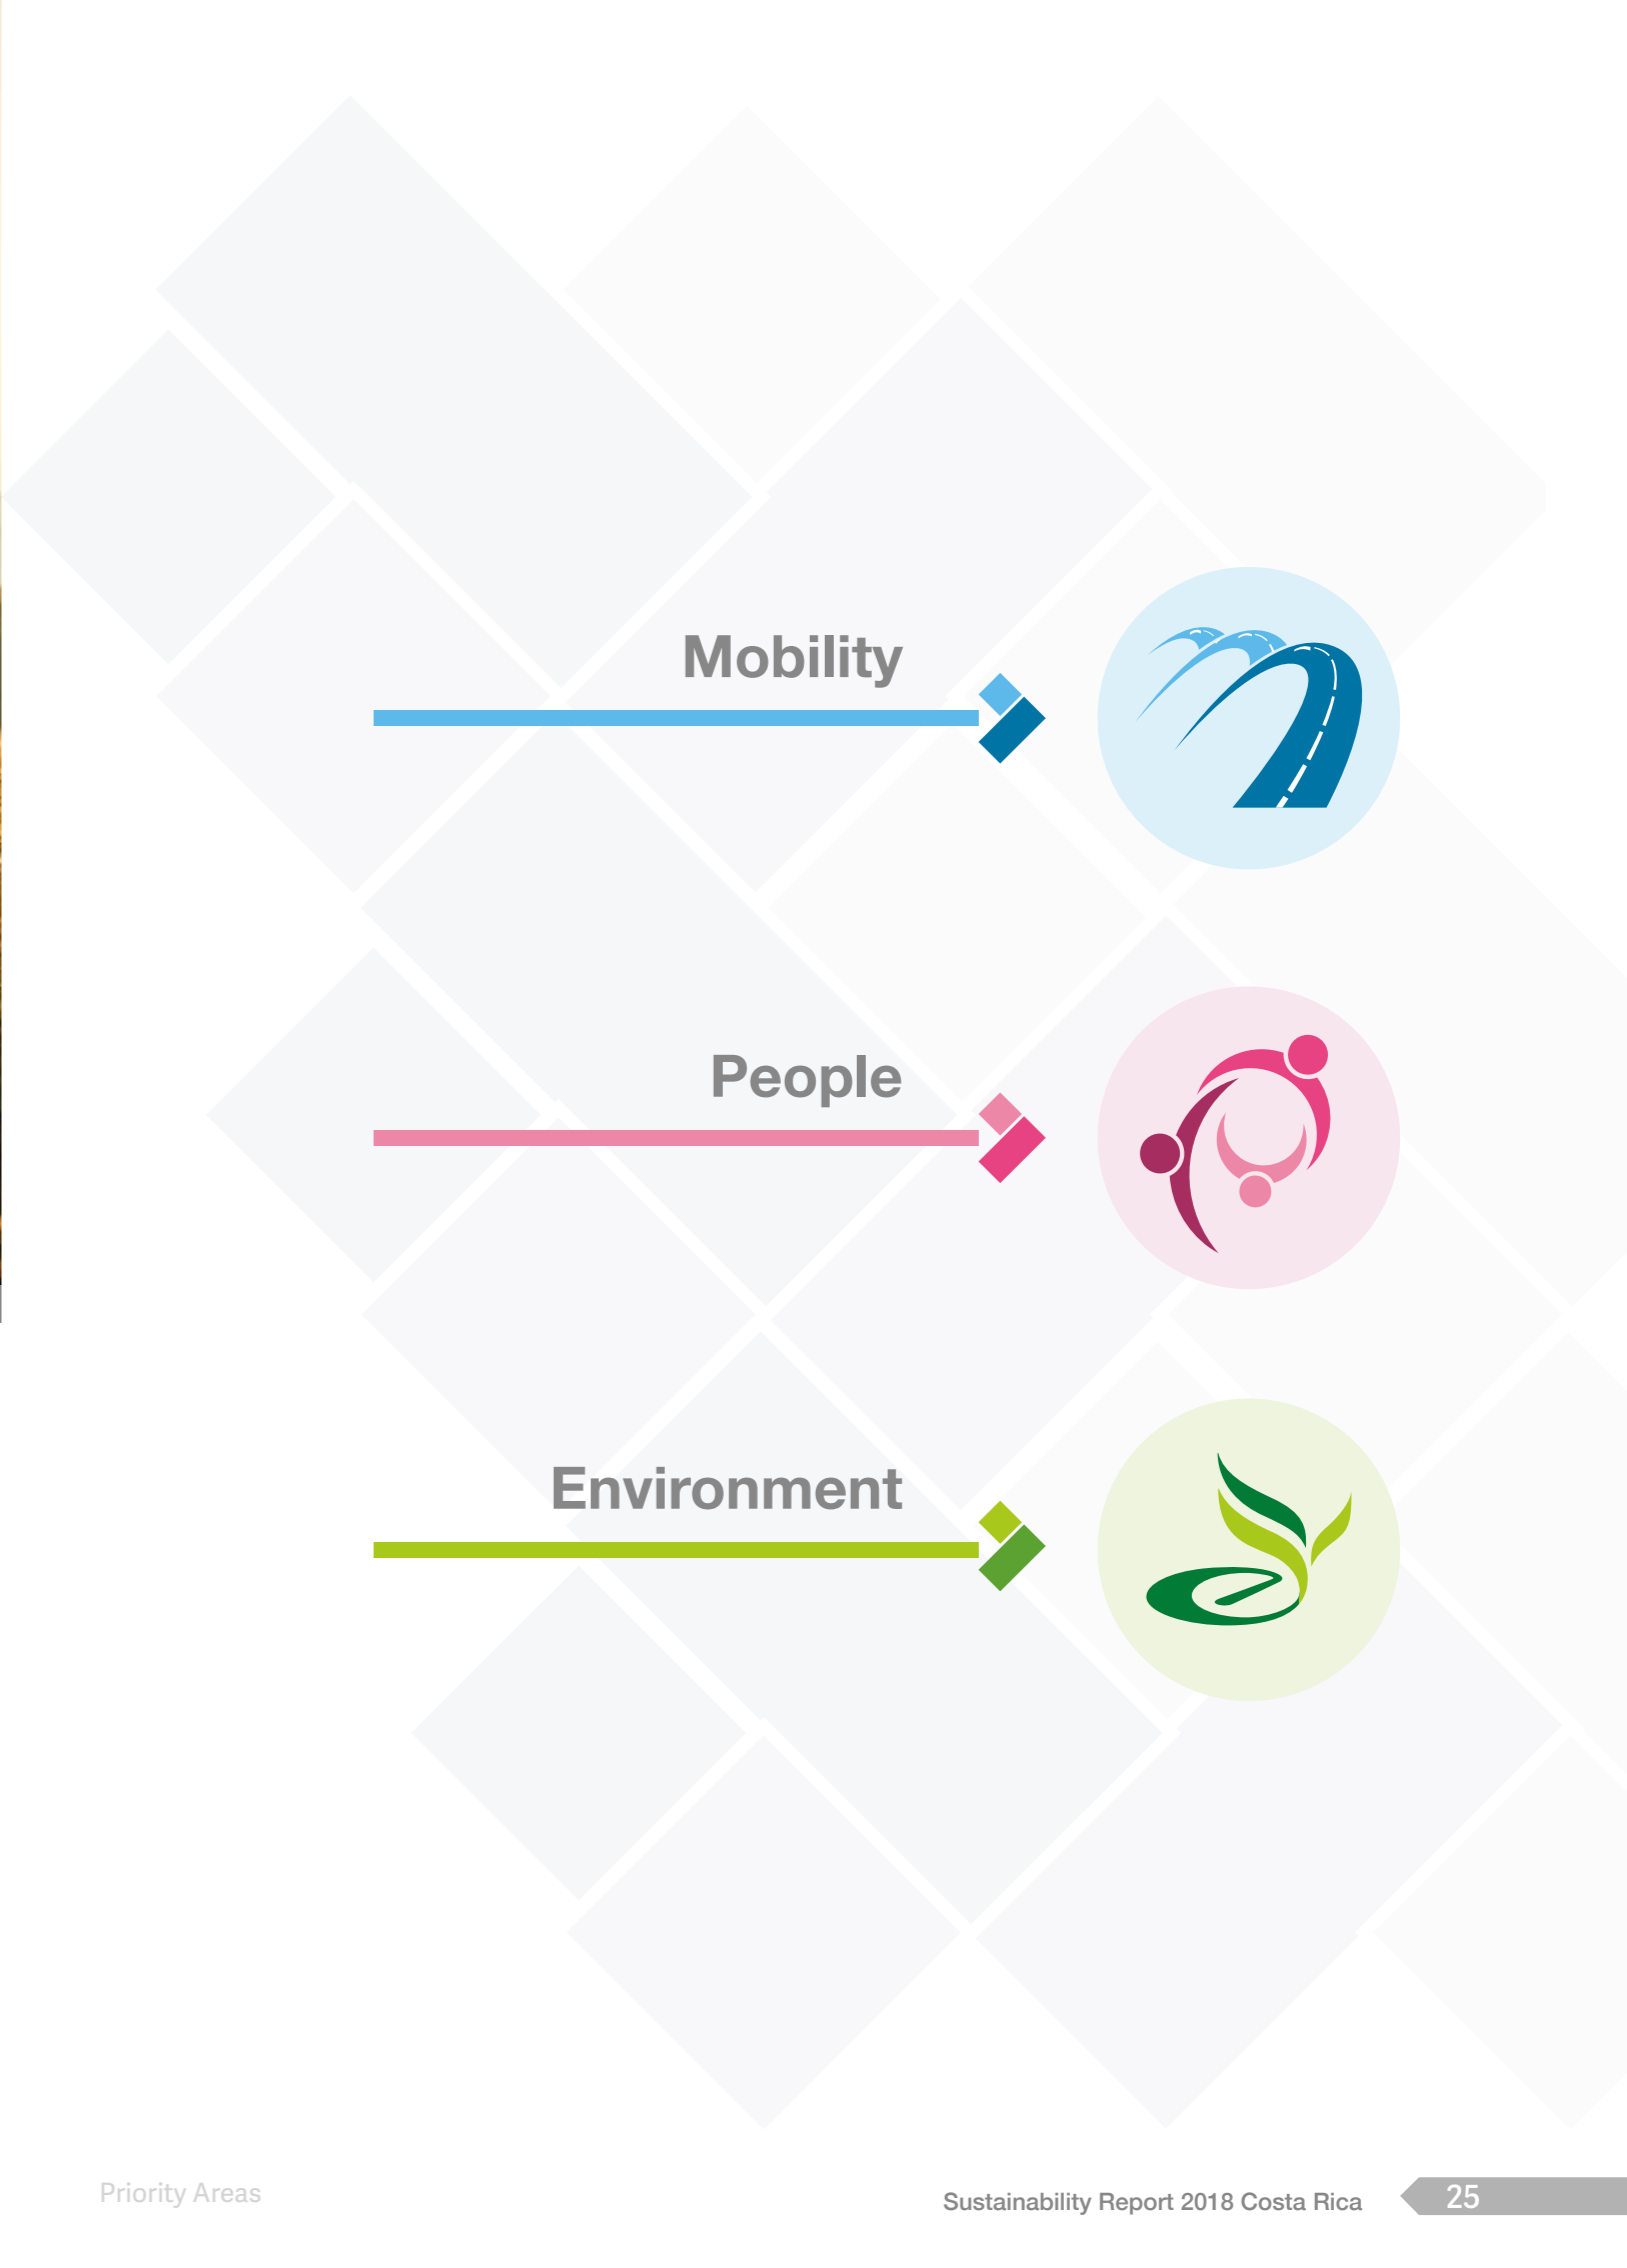 Mobility
People
Environment
Priority Areas
Sustainability Report 2018 Costa Rica
25